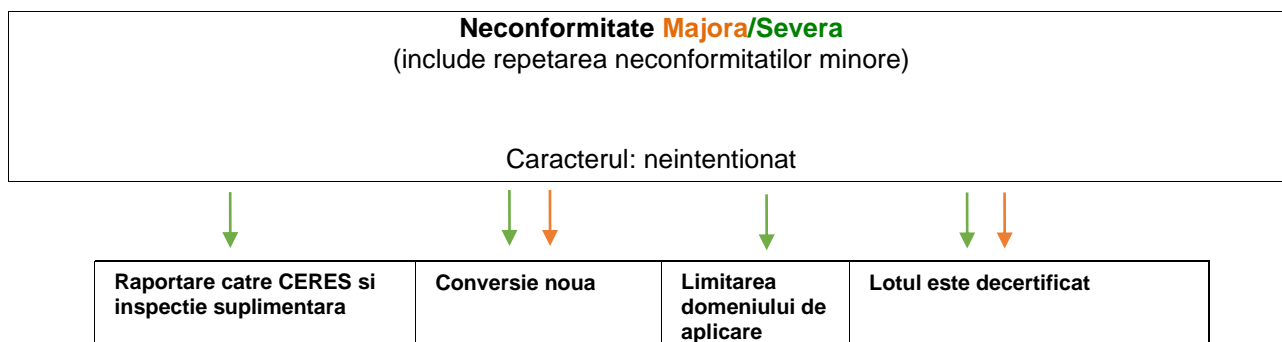 Neconformitate Majora/Severa
(include repetarea neconformitatilor minore)
Caracterul: neintentionat
Raportare catre CERES si
inspectie suplimentara
Conversie noua
Limitarea
domeniului de
aplicare
Lotul este decertificat